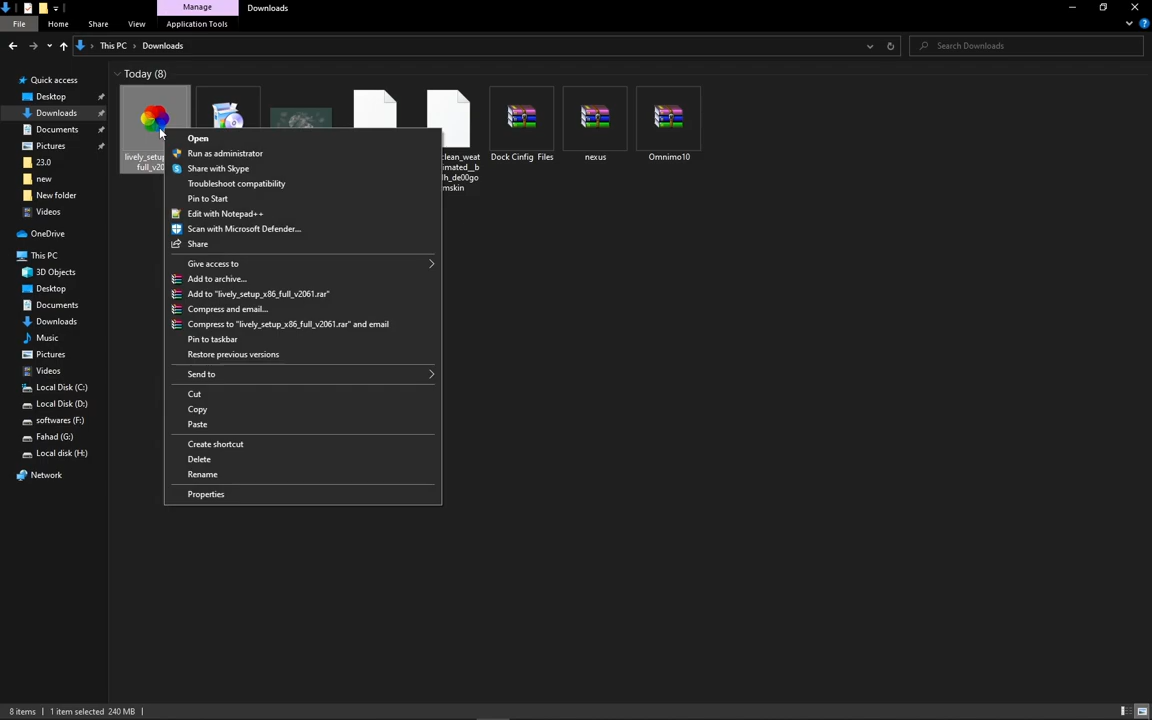 Manage
Downloads
File
Home
Share
View
Application Tools
This PC
Downloads
Search Downloads
Quick access
Desktop
Downloads
Documents
Pictures
23.0
new
New folder
Videos
OneDrive
This PC
3D Objects
Desktop
Documents
Downloads
Music
Pictures
Videos
Local Disk (C:)
Local Disk (D:)
softwares (F:)
Fahad (G:)
Local disk (H:)
Network
Today (8)
lively_setu
full_v20
lean_weat
imated__b
h_de00go
mskin
Dock Cinfig Files
nexus
Omnimo10
Open
Run as administrator
Share with Skype
Troubleshoot compatibility
Pin to Start
Edit with Notepad++
Scan with Microsoft Defender...
Share
Give access to
Add to archive...
Add to "lively_setup_x86_full_v2061.rar"
Compress and email...
Compress to "lively_setup_x86_full_v2061.rar" and email
Pin to taskbar
Restore previous versions
Send to
Cut
Copy
Paste
Create shortcut
Delete
Rename
Properties
8 items
1 item selected 240 MB